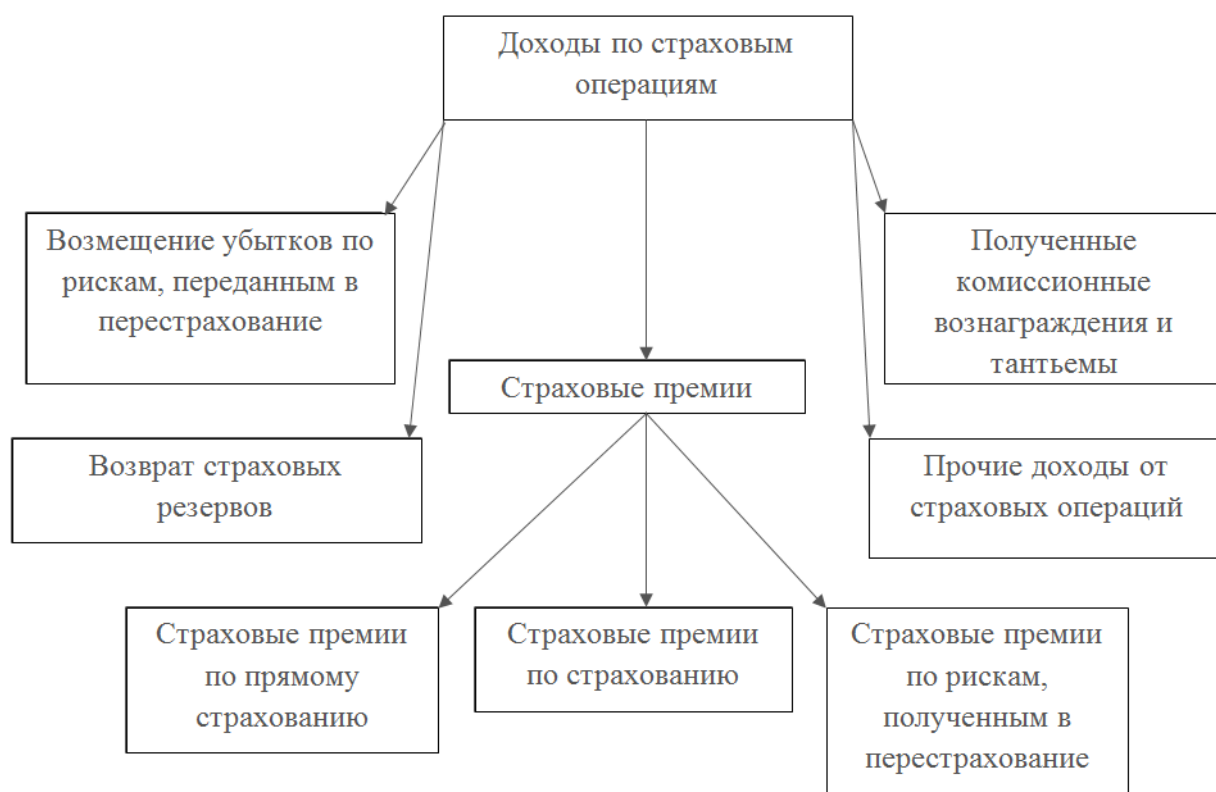 Доходы по страховым
операциям
Возмещение убытков по
рискам, переданным в
перестрахование
Полученные
комиссионные
вознаграждения и
тантьемы
Страховые премии
Возврат страховых
резервов
Прочие доходы от
страховых операций
Страховые премии
по прямому
страхованию
Страховые премии
по страхованию
Страховые премии
по рискам,
полученным в
перестрахование